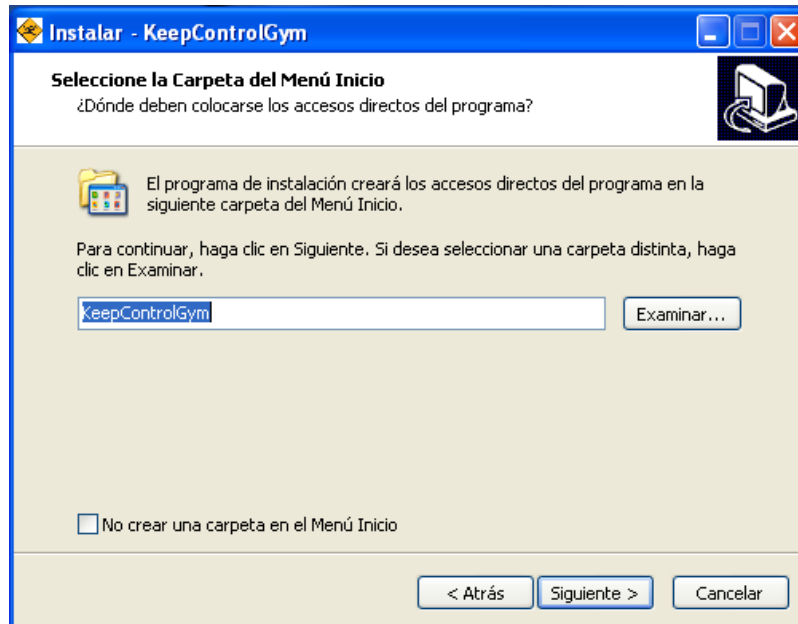 Instalar - KeepControlGym
Seleccione la Carpeta del Menú Inicio
¿Dónde deben colocarse los accesos directos del programa?
El programa de instalación creará los accesos directos del programa en la
siguiente carpeta del Menú Inicio.
Para continuar, haga clic en Siguiente. Si desea seleccionar una carpeta distinta, haga
clic en Examinar.
KeepControlGym
Examinar...
No crear una carpeta en el Menú Inicio
< Atrás
Siguiente >
Cancelar